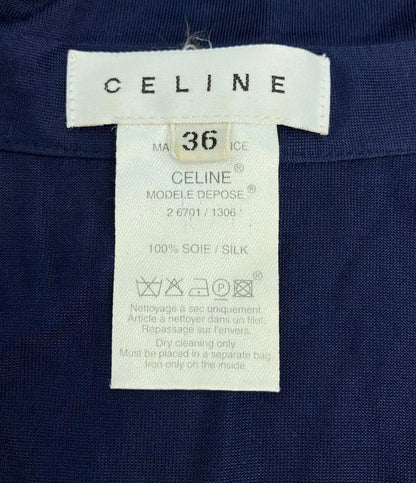 CELINE
36
CELINE®
MODELE DEPOSE®
2 6701 / 1306
100% SOIE / SILK
P ®
Nettoyage à sec uniquement.
Article à nettoyer dans un filet.
Repassage sur l'envers.
Dry cleaning only.
Must be placed in a separate bag.
Iron only on the inside.